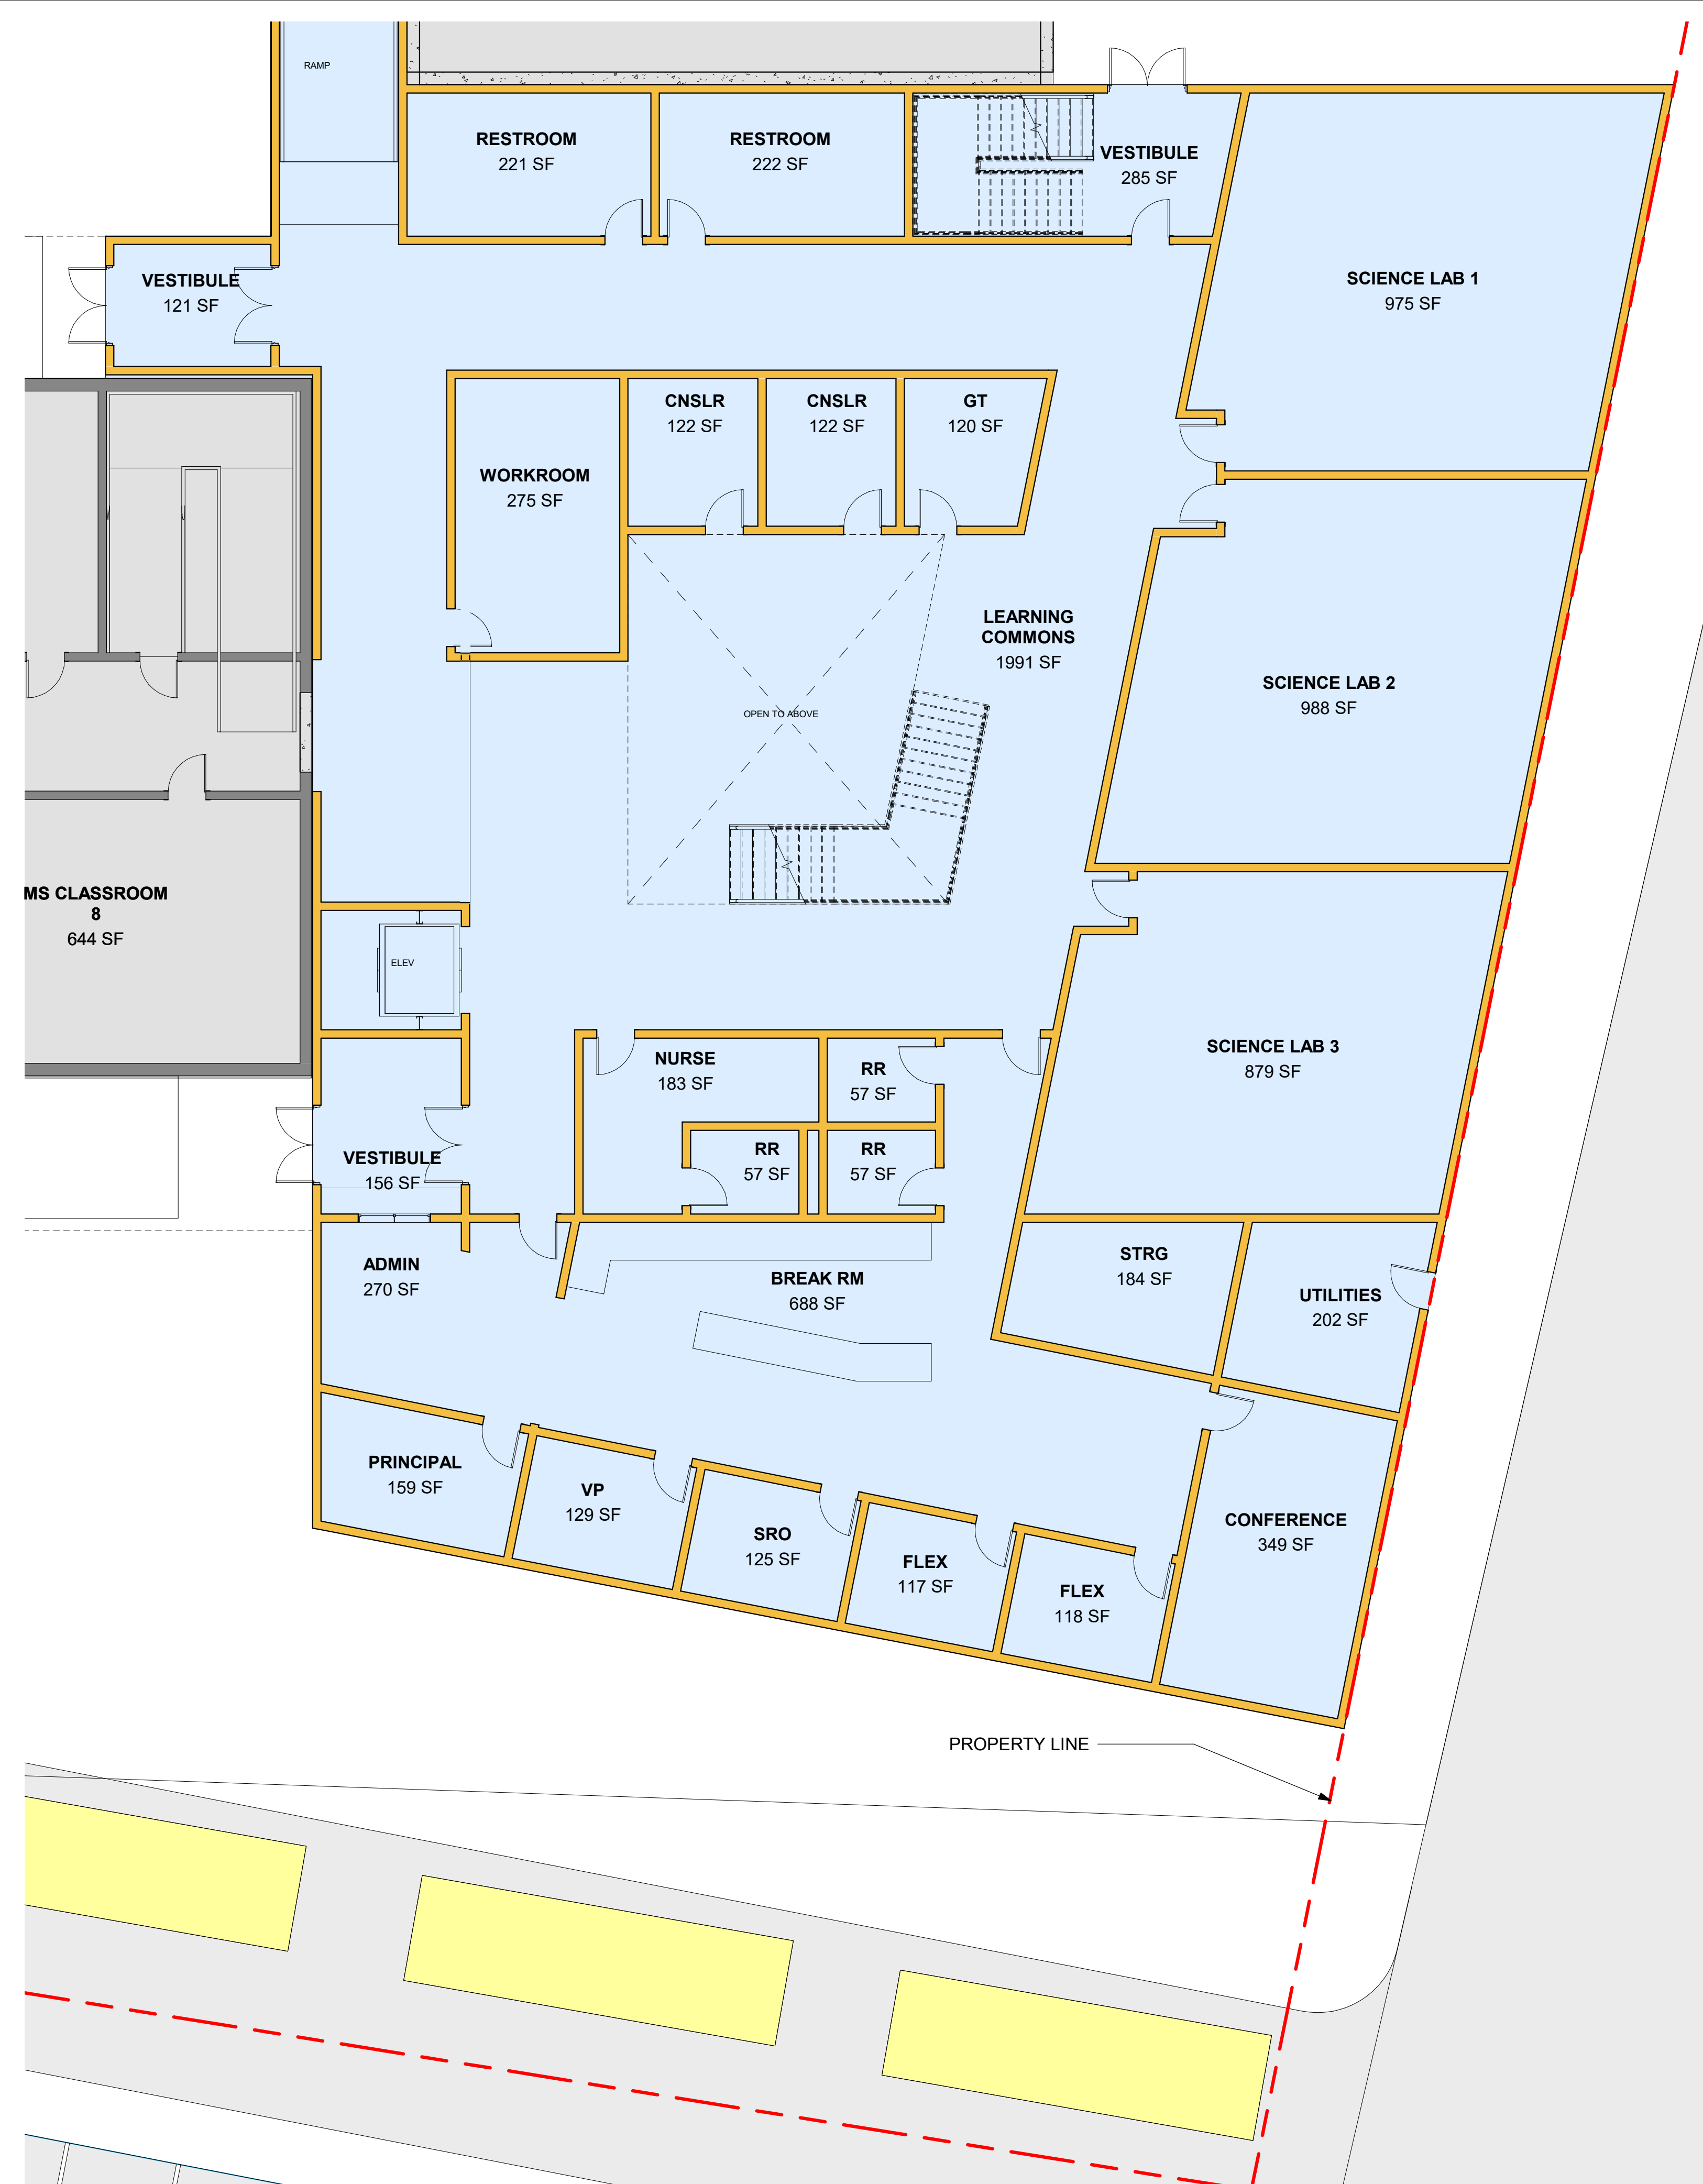 RAMP
RESTROOM
221 SF
RESTROOM
222 SF
VESTIBULE
285 SF
VESTIBULE
121 SF
SCIENCE LAB 1
975 SF
CNSLR
122 SF
CNSLR
122 SF
GT
120 SF
WORKROOM
275 SF
LEARNING
COMMONS
1991 SF
SCIENCE LAB 2
988 SF
OPEN TO ABOVE
MS CLASSROOM
8
644 SF
ELEV
NURSE
183 SF
RR
57 SF
SCIENCE LAB 3
879 SF
RR
57 SF
RR
57 SF
VESTIBULE
156 SF
ADMIN
270 SF
BREAK RM
688 SF
STRG
184 SF
UTILITIES
202 SF
PRINCIPAL
159 SF
VP
129 SF
SRO
125 SF
FLEX
117 SF
FLEX
118 SF
CONFERENCE
349 SF
PROPERTY LINE